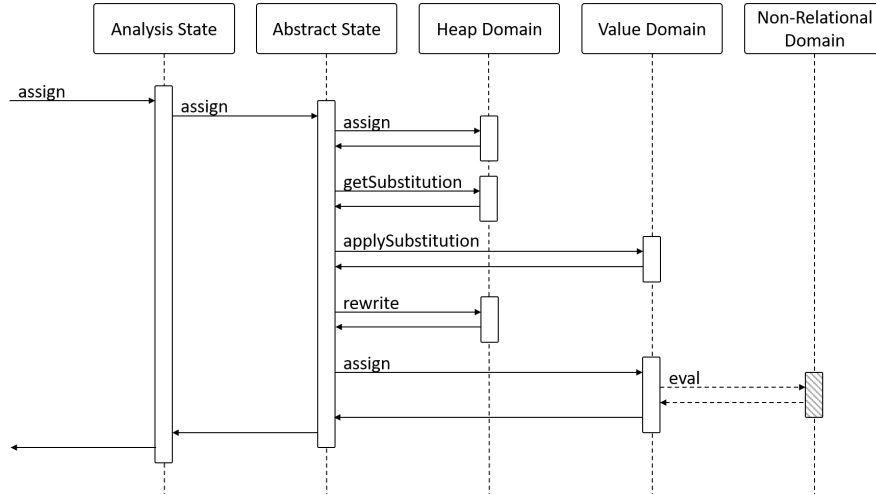 Analysis State
Abstract State
Heap Domain
Value Domain
Non-Relational
Domain
assign
assign
assign
getSubstitution
applySubstitution
rewrite
assign
eval